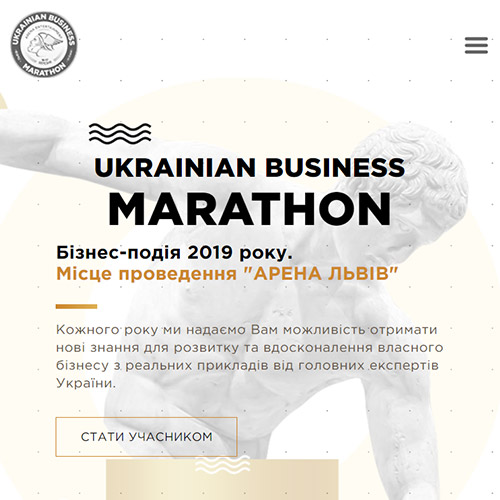 UKRAINIAN BUSINESS
MARATHON
UKRAINIAN BUSINESS
MARATHON
Бізнес-подія 2019 року.
Місце проведення "АРЕНА ЛЬВІВ"
Кожного року ми надаємо Вам можливість отримати
нові знання для розвитку та вдосконалення власного
бізнесу з реальних прикладів від головних експертів
України.
СТАТИ УЧАСНИКОМ